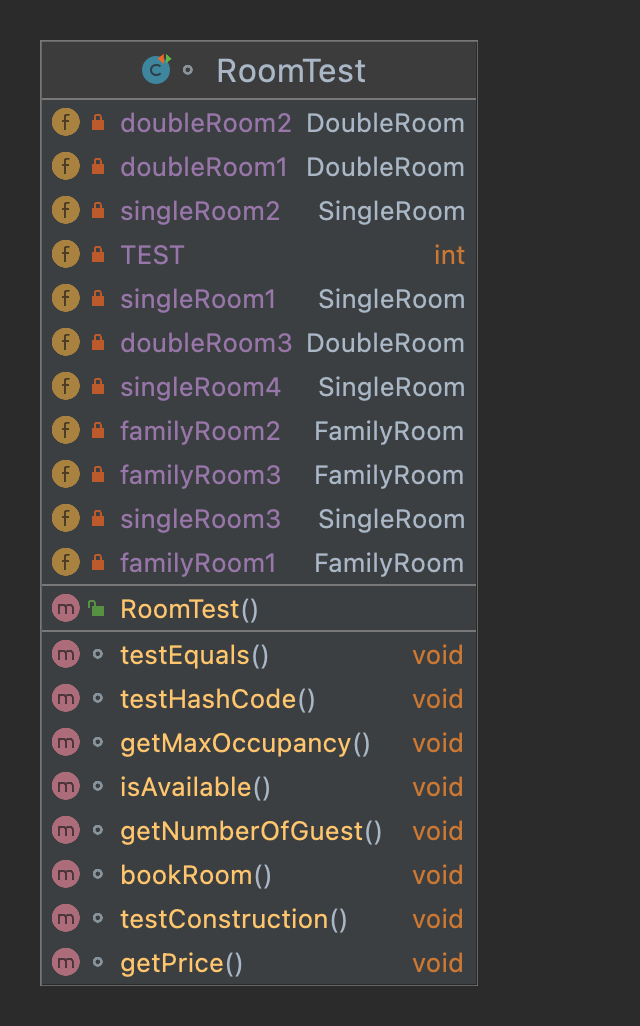 RoomTest
doubleRoom2 DoubleRoom
doubleRoom1 DoubleRoom
singleRoom2 SingleRoom
TEST int
singleRoom1 SingleRoom
doubleRoom3 DoubleRoom
singleRoom4 SingleRoom
familyRoom2 FamilyRoom
familyRoom3 FamilyRoom
singleRoom3 SingleRoom
familyRoom1 FamilyRoom
RoomTest()
testEquals() void
testHashCode() void
getMaxOccupancy() void
isAvailable() void
getNumberOfGuest() void
bookRoom() void
testConstruction() void
getPrice() void